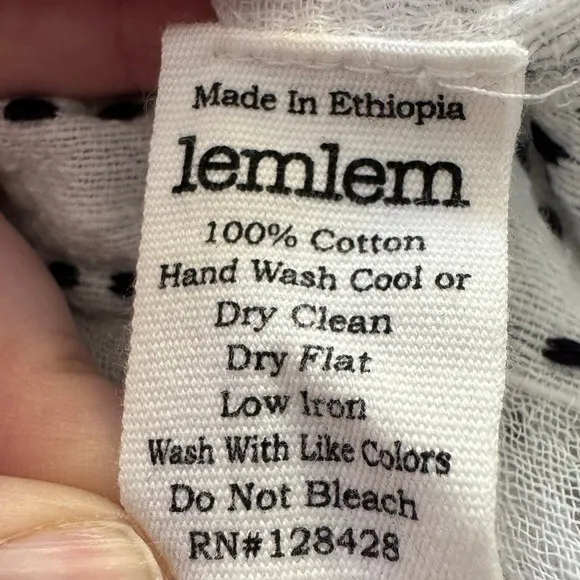 Made In Ethiopia
lemlem
100% Cotton
Hand Wash Cool or
Dry Clean
Dry Flat
Low Iron
Wash With Like Colors
Do Not Bleach
RN#128428